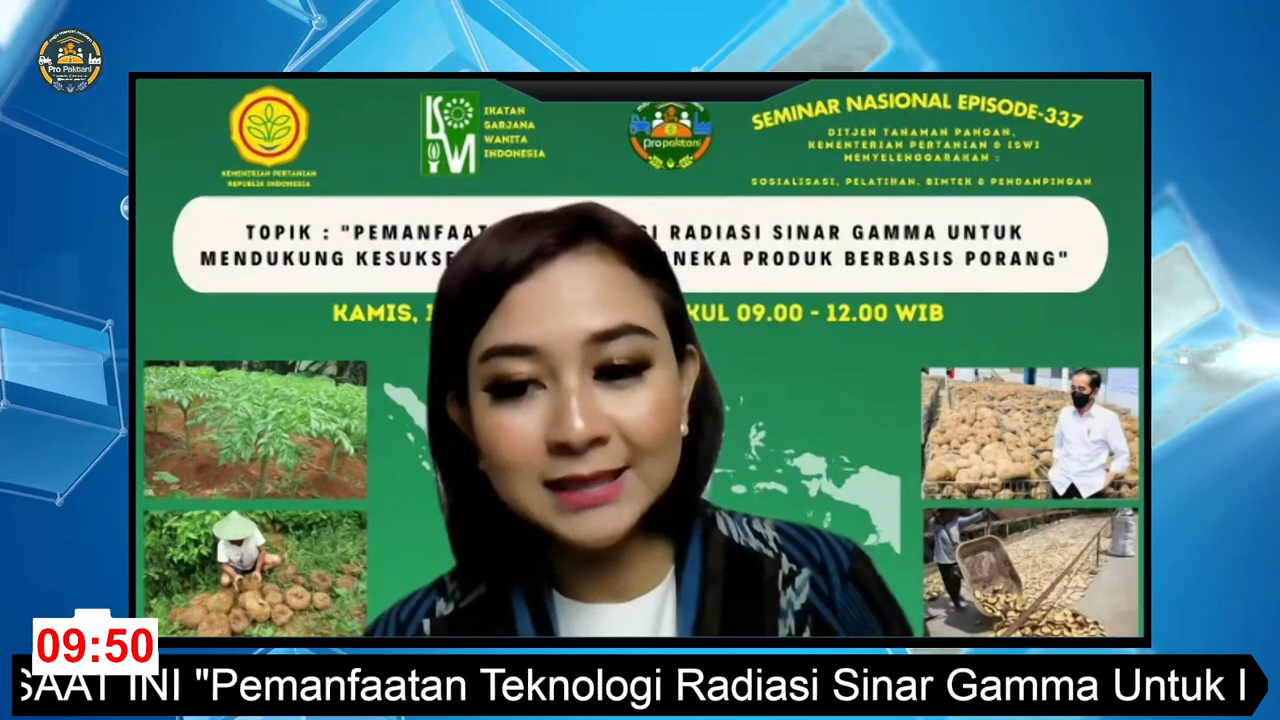 Pro Paktani
KEMENTRIAN PERTANIAN
REPUBLIK INDONESIA
IKATAN
SARJANA
WANITA
INDONESIA
propaktani
SEMINAR NASIONAL EPISODE-337
DITJEN TANAMAN PANGAN,
KEMENTERIAN PERTANIAN & ISWI
MENYELENGGARAKAN :
SOSIALISASI, PELATIHAN, BIMTEK & PENDAMPINGAN
TOPIK : "PEMANFAAT RADIASI SINAR GAMMA UNTUK
MENDUKUNG KESUKSE ANEKA PRODUK BERBASIS PORANG"
KAMIS, KUL 09.00 - 12.00 WIB
09:50
SAAT INI "Pemanfaatan Teknologi Radiasi Sinar Gamma Untuk